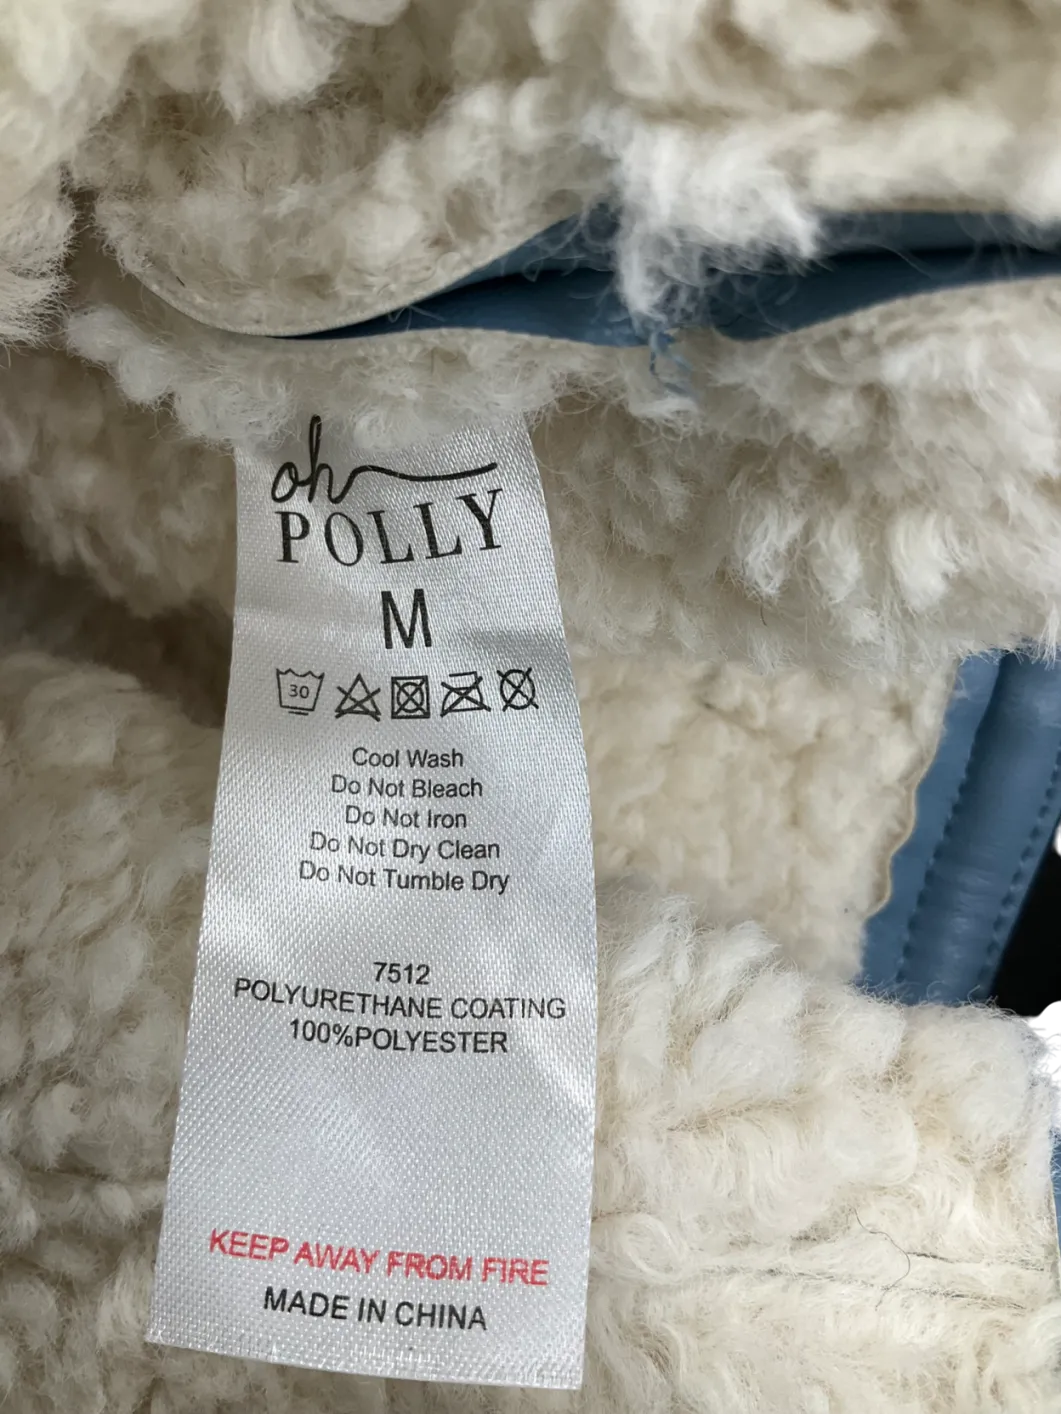 oh
POLLY
M
30
Cool Wash
Do Not Bleach
Do Not Iron
Do Not Dry Clean
Do Not Tumble Dry
7512
POLYURETHANE COATING
100%POLYESTER
KEEP AWAY FROM FIRE
MADE IN CHINA